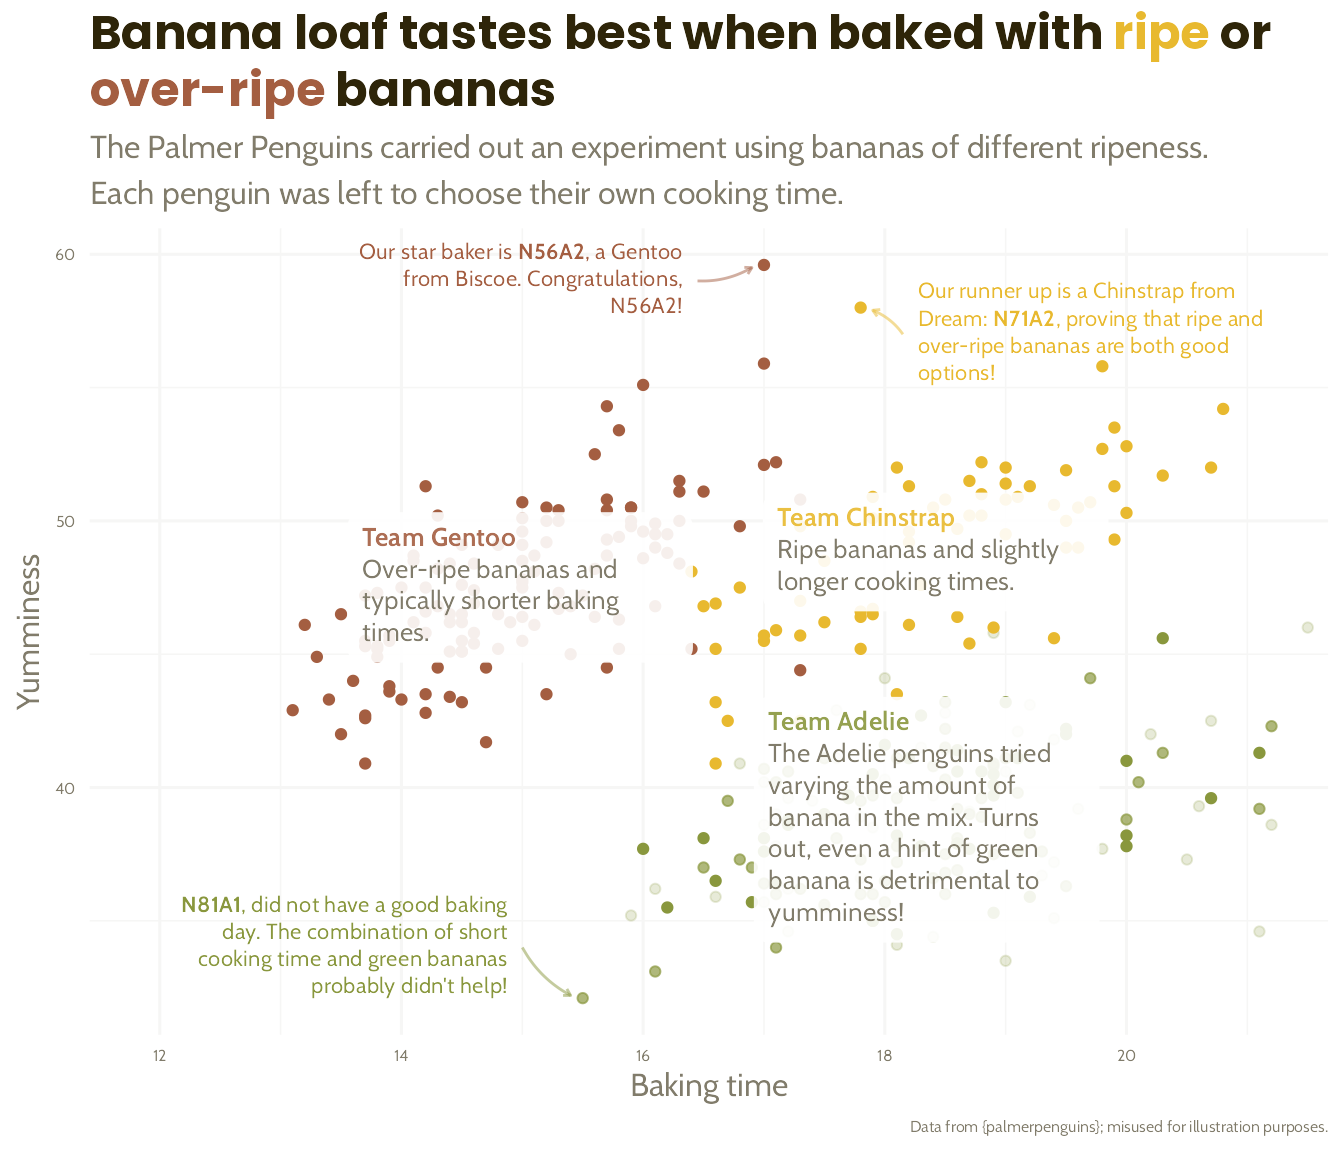 Banana loaf tastes best when baked with ripe or
over-ripe bananas
The Palmer Penguins carried out an experiment using bananas of different ripeness.
Each penguin was left to choose their own cooking time.
60
50
40
Yumminess
Our star baker is N56A2, a Gentoo
from Biscoe. Congratulations,
N56A2!
Our runner up is a Chinstrap from
Dream: N71A2, proving that ripe and
over-ripe bananas are both good
options!
Team Gentoo
Over-ripe bananas and
typically shorter baking
times.
Team Chinstrap
Ripe bananas and slightly
longer cooking times.
Team Adelie
The Adelie penguins tried
varying the amount of
banana in the mix. Turns
out, even a hint of green
banana is detrimental to
yumminess!
N81A1, did not have a good baking
day. The combination of short
cooking time and green bananas
probably didn't help!
12
14
16
18
20
Baking time
Data from {palmerpenguins}; misused for illustration purposes.